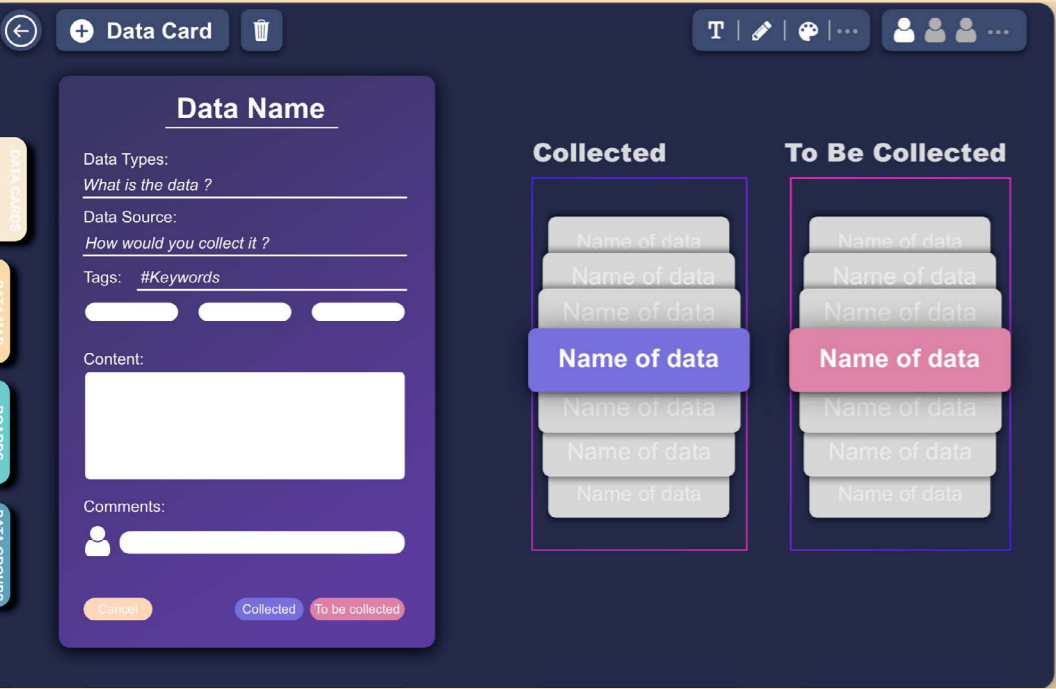 Data Card
T
Data Name
Data Types:
What is the data ?
Data Source:
How would you collect it ?
Tags: #Keywords
Content:
Comments:
Cancel
Collected
To be collected
Collected
Name of data
Name of data
Name of data
Name of data
Name of data
Name of data
Name of data
To Be Collected
Name of data
Name of data
Name of data
Name of data
Name of data
Name of data
Name of data
DATA CARDS
BOARDS